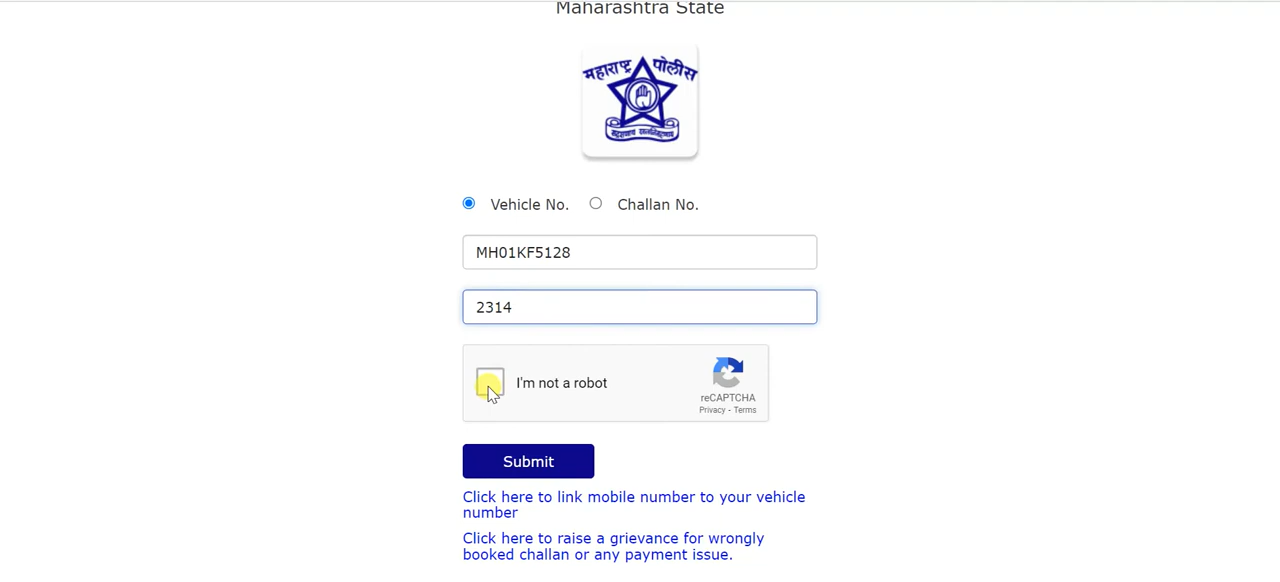 Maharashtra State
महाराष्ट्र पोलीस
Vehicle No. Challan No.
MH01KF5128
2314
I'm not a robot
reCAPTCHA
Privacy - Terms
Submit
Click here to link mobile number to your vehicle
number
Click here to raise a grievance for wrongly
booked challan or any payment issue.